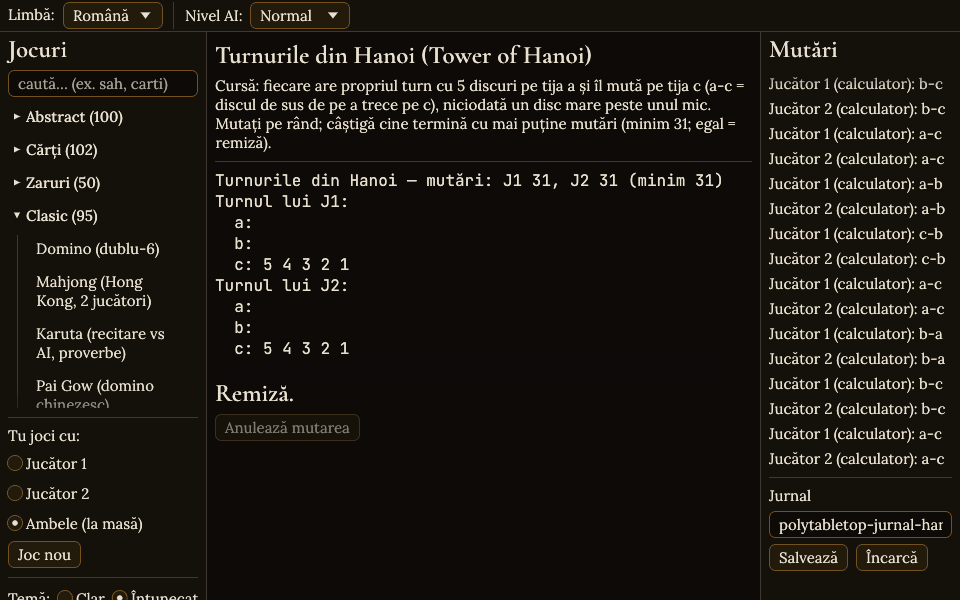 Limbă: Română ▼ Nivel AI: Normal ▼
Jocuri
caută... (ex. sah, carti)
▸ Abstract (100)
▸ Cărți (102)
▸ Zaruri (50)
▾ Clasic (95)
Domino (dublu-6)
Mahjong (Hong
Kong, 2 jucători)
Karuta (recitare vs
AI, proverbe)
Pai Gow (domino
chinezesc)
Tu joci cu:
Jucător 1
Jucător 2
Ambele (la masă)
Joc nou
Temă: Clar Întunecat
Turnurile din Hanoi (Tower of Hanoi)
Cursă: fiecare are propriul turn cu 5 discuri pe tija a și îl mută pe tija c (a-c =
discul de sus de pe a trece pe c), niciodată un disc mare peste unul mic.
Mutați pe rând; câștigă cine termină cu mai puține mutări (minim 31; egal =
remiză).
Turnurile din Hanoi — mutări: J1 31, J2 31 (minim 31)
Turnul lui J1:
a:
b:
c: 5 4 3 2 1
Turnul lui J2:
a:
b:
c: 5 4 3 2 1
Remiză.
Anulează mutarea
Mutări
Jucător 1 (calculator): b-c
Jucător 2 (calculator): b-c
Jucător 1 (calculator): a-c
Jucător 2 (calculator): a-c
Jucător 1 (calculator): a-b
Jucător 2 (calculator): a-b
Jucător 1 (calculator): c-b
Jucător 2 (calculator): c-b
Jucător 1 (calculator): a-c
Jucător 2 (calculator): a-c
Jucător 1 (calculator): b-a
Jucător 2 (calculator): b-a
Jucător 1 (calculator): b-c
Jucător 2 (calculator): b-c
Jucător 1 (calculator): a-c
Jucător 2 (calculator): a-c
Jurnal
polytabletop-jurnal-han
Salvează Încarcă